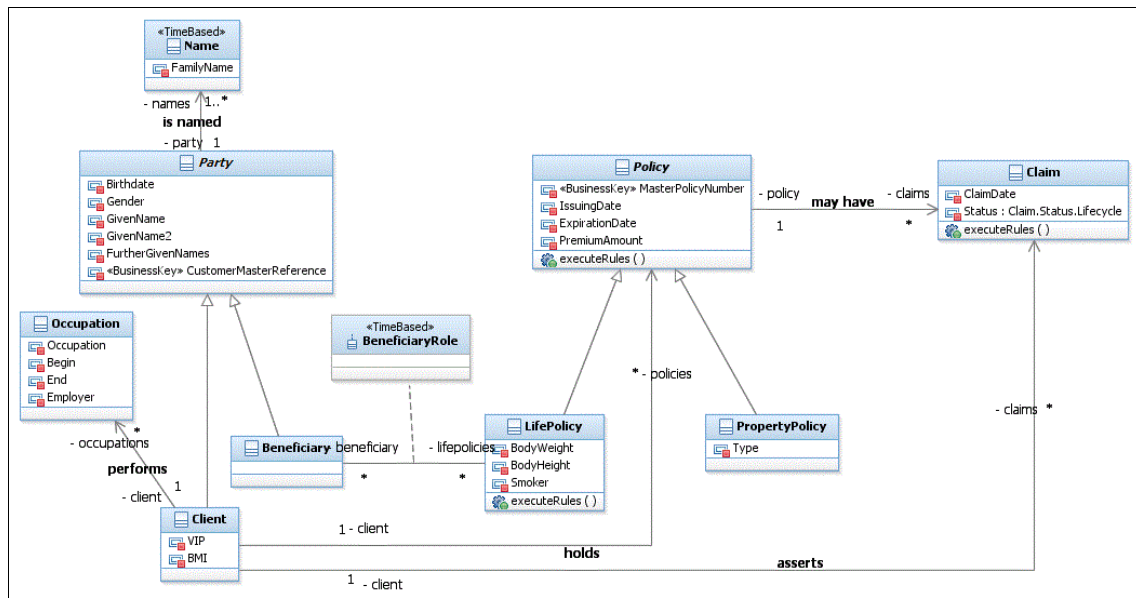 «TimeBased»
Name
FamilyName
- names 1..*
is named
- party 1
Party
Birthdate
Gender
GivenName
GivenName2
FurtherGivenNames
«BusinessKey» CustomerMasterReference
Policy
«BusinessKey» MasterPolicyNumber
IssuingDate
ExpirationDate
PremiumAmount
executeRules ( )
- policy
1
may have
- claims
*
Claim
ClaimDate
Status : Claim.Status.Lifecycle
executeRules ( )
Occupation
Occupation
Begin
End
Employer
«TimeBased»
BeneficiaryRole
* - policies
- claims *
*
- occupations
performs
1
- client
Beneficiary
- beneficiary
*
- lifepolicies
*
LifePolicy
BodyWeight
BodyHeight
Smoker
executeRules ( )
PropertyPolicy
Type
Client
VIP
BMI
1 - client
holds
1 - client
asserts